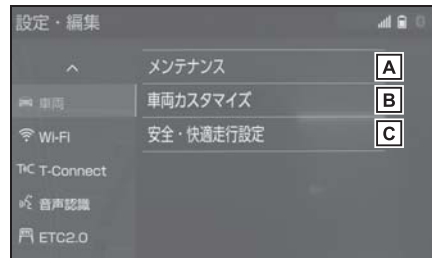 設定・編集
メンテナンス A
車両 車両カスタマイズ B
Wi-Fi 安全・快適走行設定 C
T-Connect
音声認識
ETC2.0